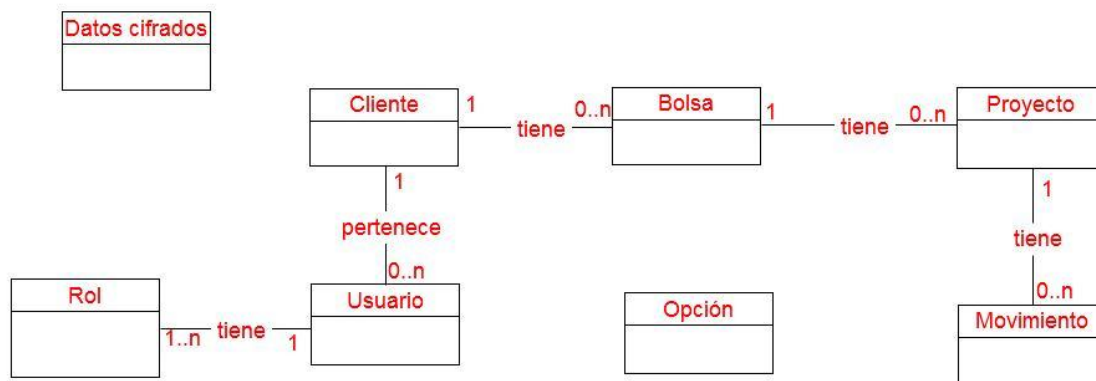 Datos cifrados
Cliente
1
tiene
0..n
Bolsa
1
tiene
0..n
Proyecto
1
pertenece
0..n
1
tiene
0..n
Rol
1..n
tiene
1
Usuario
Opción
Movimiento